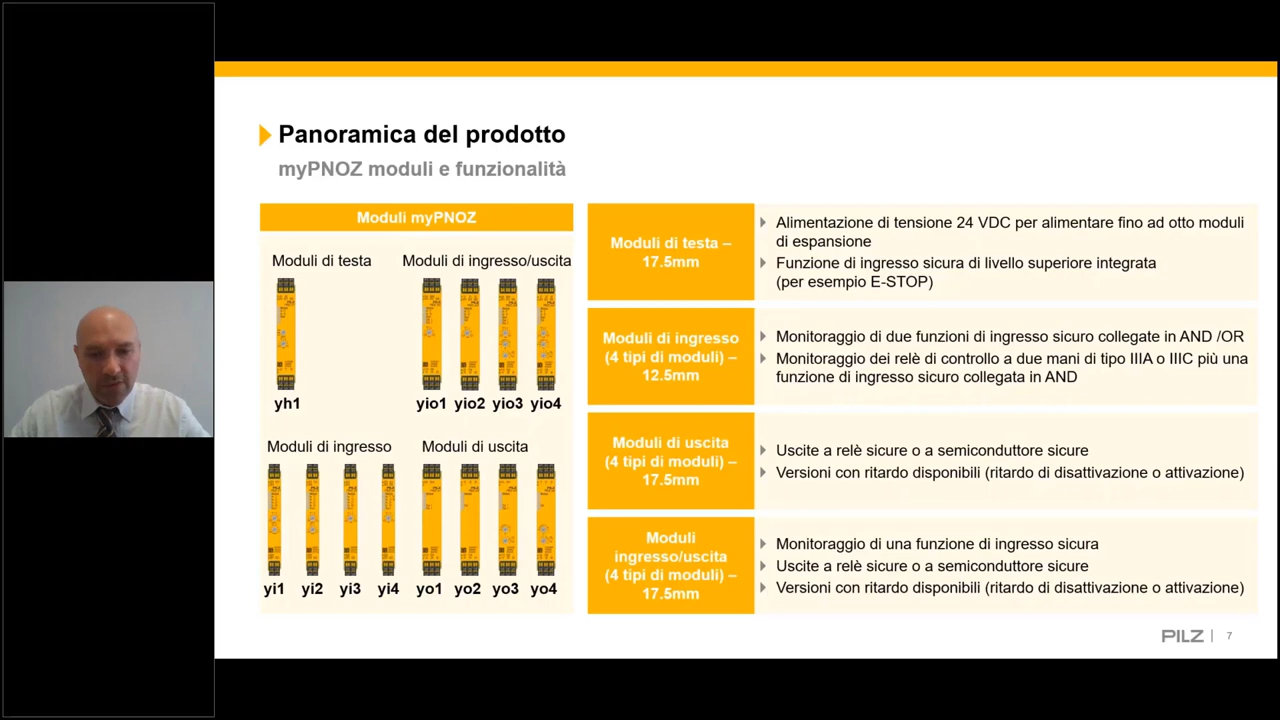 Panoramica del prodotto
myPNOZ moduli e funzionalità
Moduli myPNOZ
Moduli di testa
Moduli di ingresso/uscita
yh1
yio1 yio2 yio3 yio4
Moduli di ingresso
Moduli di uscita
yi1 yi2 yi3 yi4
yo1 yo2 yo3 yo4
Moduli di testa –
17.5mm
Alimentazione di tensione 24 VDC per alimentare fino ad otto moduli
di espansione
Funzione di ingresso sicura di livello superiore integrata
(per esempio E-STOP)
Moduli di ingresso
(4 tipi di moduli) –
12.5mm
Monitoraggio di due funzioni di ingresso sicuro collegate in AND /OR
Monitoraggio dei relè di controllo a due mani di tipo IIIA o IIIC più una
funzione di ingresso sicuro collegata in AND
Moduli di uscita
(4 tipi di moduli) –
17.5mm
Uscite a relè sicure o a semiconduttore sicure
Versioni con ritardo disponibili (ritardo di disattivazione o attivazione)
Moduli
ingresso/uscita
(4 tipi di moduli) –
17.5mm
Monitoraggio di una funzione di ingresso sicura
Uscite a relè sicure o a semiconduttore sicure
Versioni con ritardo disponibili (ritardo di disattivazione o attivazione)
PILZ | 7